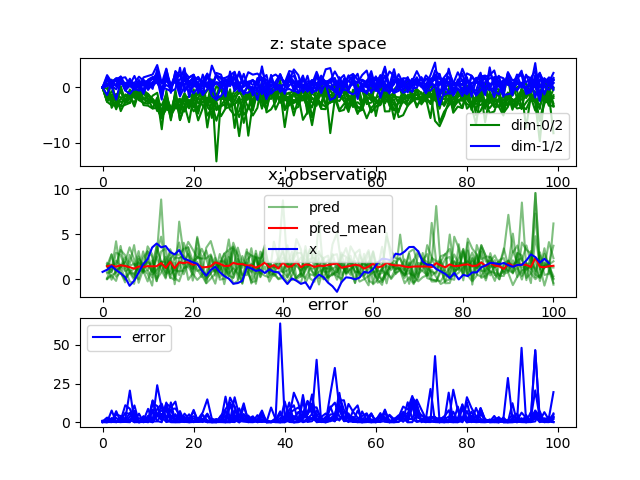 z: state space
0
−10
dim-0/2
dim-1/2
0 20 40 60 80 100
x: observation
10
5
0
pred
pred_mean
x
0 20 40 60 80 100
error
50
25
0
error
0 20 40 60 80 100